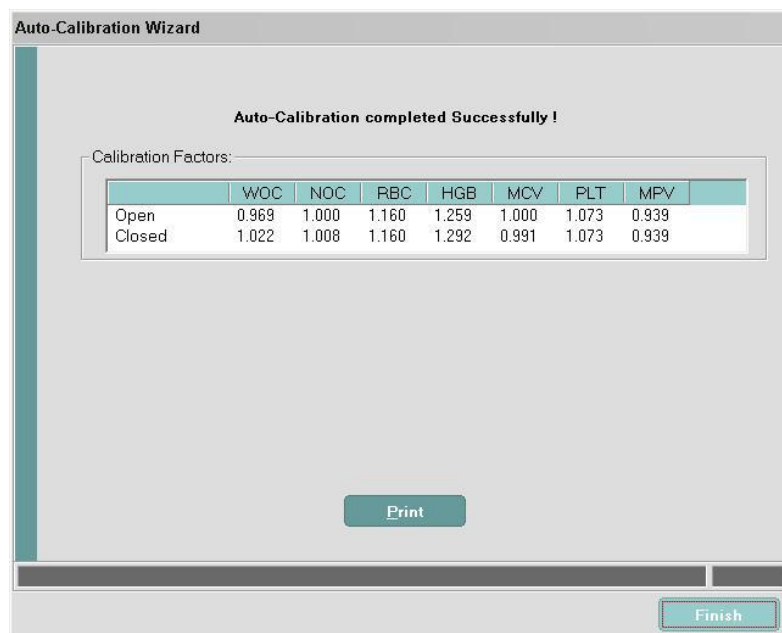 Auto-Calibration Wizard
Auto-Calibration completed Successfully !
Calibration Factors:
WOC NOC RBC HGB MCV PLT MPV
Open 0.969 1.000 1.160 1.259 1.000 1.073 0.939
Closed 1.022 1.008 1.160 1.292 0.991 1.073 0.939
Print
Finish